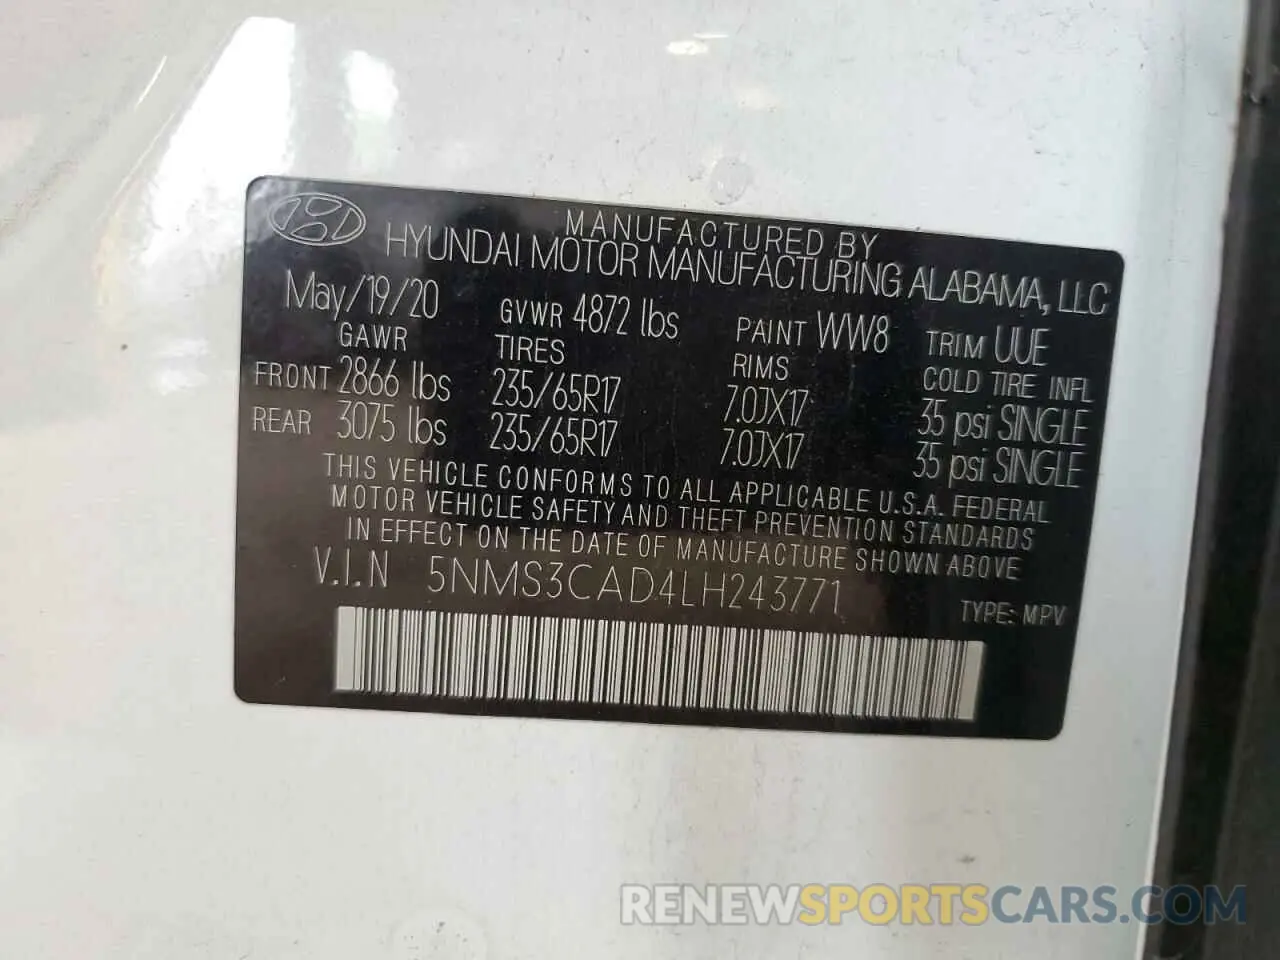 MANUFACTURED BY
HYUNDAI MOTOR MANUFACTURING ALABAMA, LLC
May/19/20 GVWR 4872 lbs PAINT WW8 TRIM UUE
GAWR TIRES RIMS COLD TIRE INFL
FRONT 2866 lbs 235/65R17 7.0JX17 35 psi SINGLE
REAR 3075 lbs 235/65R17 7.0JX17 35 psi SINGLE
THIS VEHICLE CONFORMS TO ALL APPLICABLE U.S.A. FEDERAL
MOTOR VEHICLE SAFETY AND THEFT PREVENTION STANDARDS
IN EFFECT ON THE DATE OF MANUFACTURE SHOWN ABOVE
V.I.N 5NMS3CAD4LH243771 TYPE: MPV
RENEWSPORTSCARS.COM